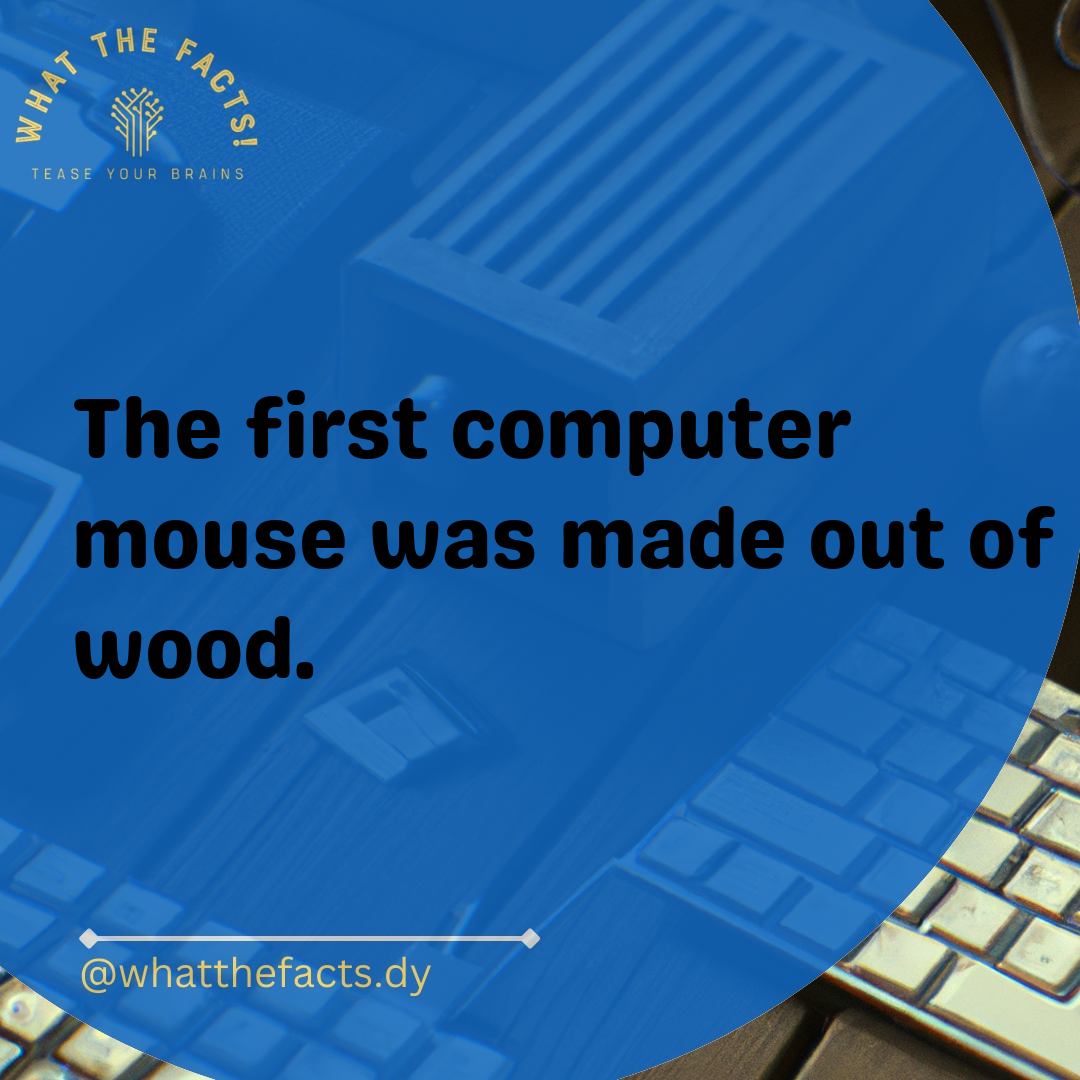 WHAT THE FACTS!
TEASE YOUR BRAINS
The first computer
mouse was made out of
wood.
@whatthefacts.dy